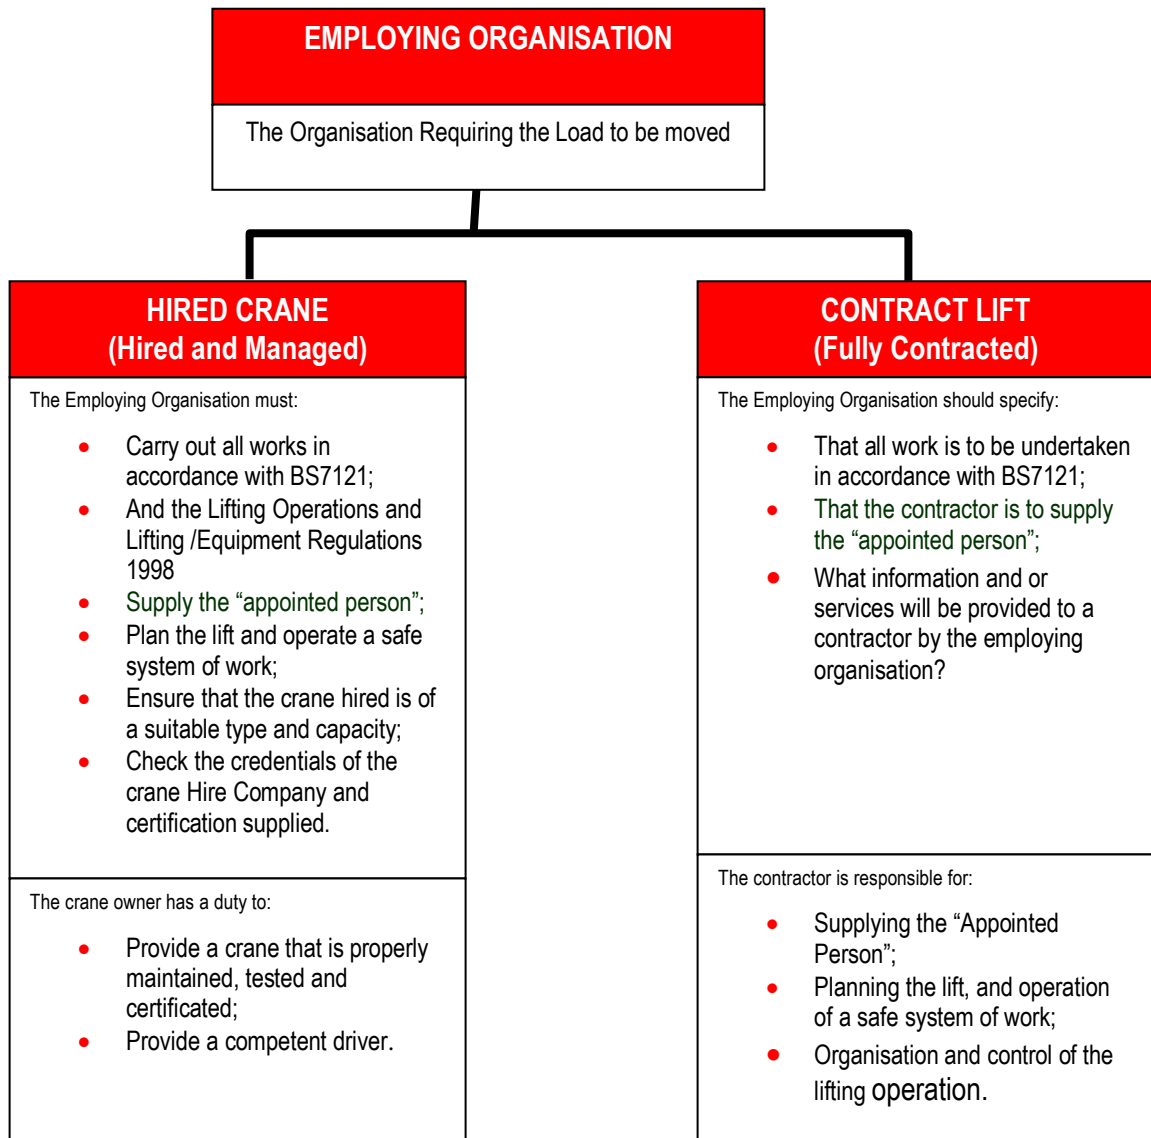 EMPLOYING ORGANISATION
The Organisation Requiring the Load to be moved
HIRED CRANE
(Hired and Managed)
The Employing Organisation must:
• Carry out all works in
accordance with BS7121;
• And the Lifting Operations and
Lifting /Equipment Regulations
1998
• Supply the “appointed person”;
• Plan the lift and operate a safe
system of work;
• Ensure that the crane hired is of
a suitable type and capacity;
• Check the credentials of the
crane Hire Company and
certification supplied.
The crane owner has a duty to:
• Provide a crane that is properly
maintained, tested and
certificated;
• Provide a competent driver.
CONTRACT LIFT
(Fully Contracted)
The Employing Organisation should specify:
• That all work is to be undertaken
in accordance with BS7121;
• That the contractor is to supply
the “appointed person”;
• What information and or
services will be provided to a
contractor by the employing
organisation?
The contractor is responsible for:
• Supplying the “Appointed
Person”;
• Planning the lift, and operation
of a safe system of work;
• Organisation and control of the
lifting operation.